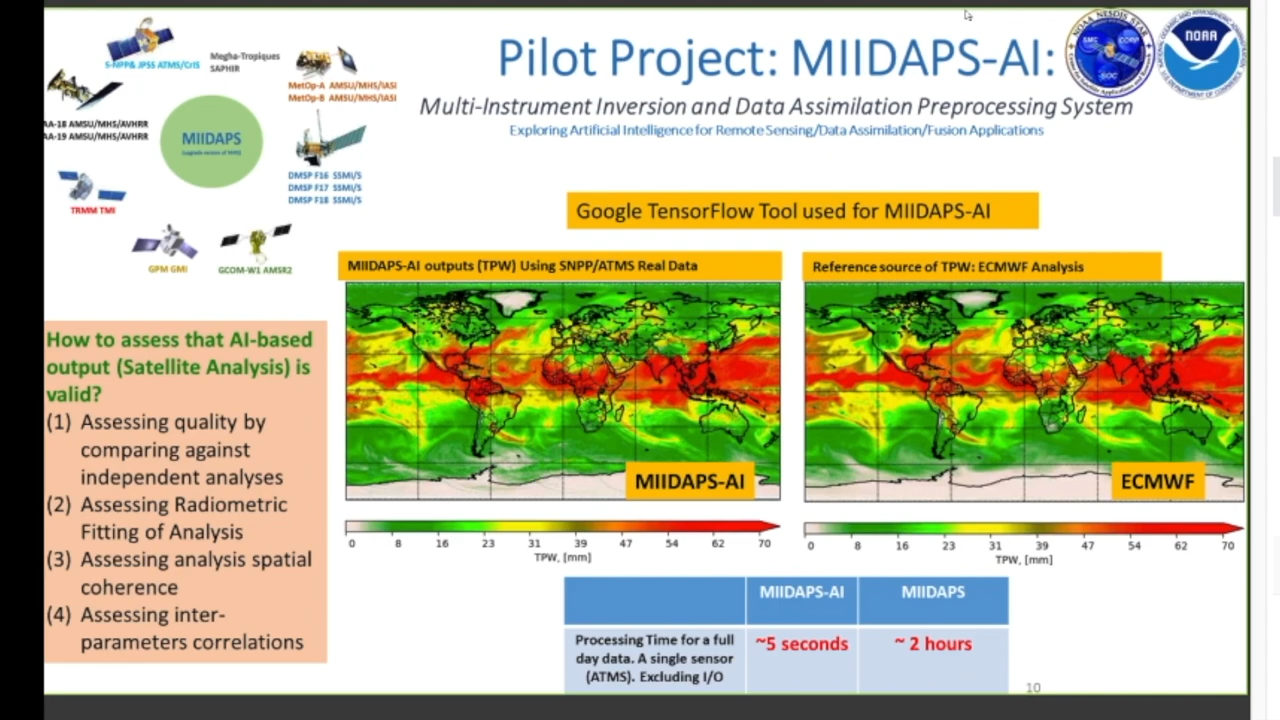 Pilot Project: MIIDAPS-AI:
Multi-Instrument Inversion and Data Assimilation Preprocessing System
Exploring Artificial Intelligence for Remote Sensing/Data Assimilation/Fusion Applications
NOAA NESDIS STAR
SMC
CORP
SOC
NOAA
S-NPP& JPSS ATMS/CrIS
Megha-Tropiques
SAPHIR
MetOp-A AMSU/MHS/IASI
MetOp-B AMSU/MHS/IASI
AA-18 AMSU/MHS/AVHRR
AA-19 AMSU/MHS/AVHRR
MIIDAPS
DMSP F16 SSMI/S
DMSP F17 SSMI/S
DMSP F18 SSMI/S
TRMM TMI
GPM GMI
GCOM-W1 AMSR2
Google TensorFlow Tool used for MIIDAPS-AI
MIIDAPS-AI outputs (TPW) Using SNPP/ATMS Real Data
Reference source of TPW: ECMWF Analysis
MIIDAPS-AI
ECMWF
0 8 16 23 31 39 47 54 62 70
TPW, [mm]
0 8 16 23 31 39 47 54 62 70
TPW, [mm]
How to assess that AI-based
output (Satellite Analysis) is
valid?
(1) Assessing quality by
comparing against
independent analyses
(2) Assessing Radiometric
Fitting of Analysis
(3) Assessing analysis spatial
coherence
(4) Assessing inter-
parameters correlations
MIIDAPS-AI MIIDAPS
Processing Time for a full
day data. A single sensor
(ATMS). Excluding I/O
~5 seconds ~ 2 hours
10